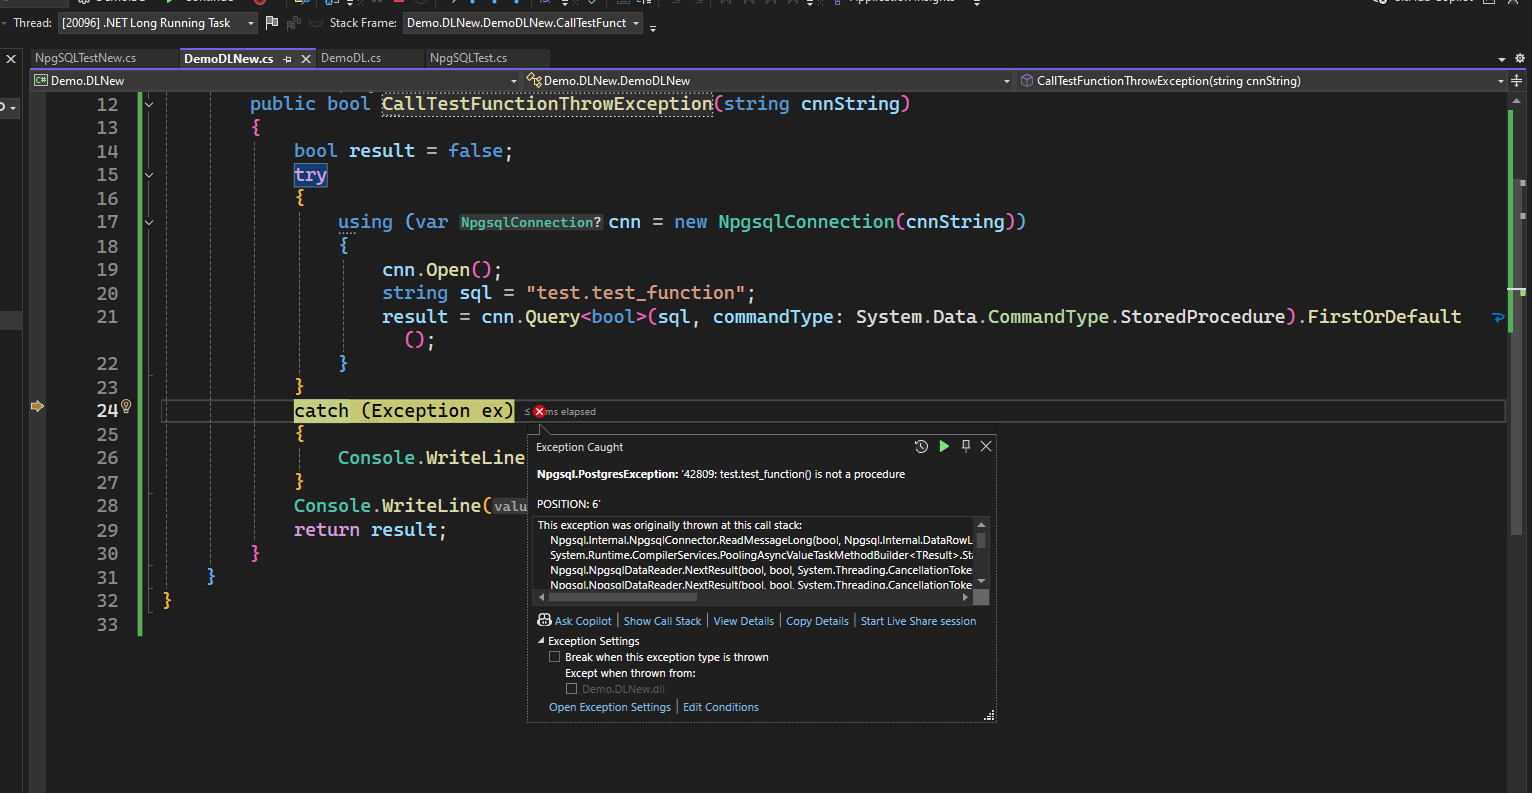 Thread: [20096] .NET Long Running Task Stack Frame: Demo.DLNew.DemoDLNew.CallTestFunct
NpgSQLTestNew.cs DemoDLNew.cs DemoDL.cs NpgSQLTest.cs
C# Demo.DLNew Demo.DLNew.DemoDLNew CallTestFunctionThrowException(string cnnString)
12 public bool CallTestFunctionThrowException(string cnnString)
13 {
14 bool result = false;
15 try
16 {
17 using (var NpgsqlConnection? cnn = new NpgsqlConnection(cnnString))
18 {
19 cnn.Open();
20 string sql = "test.test_function";
21 result = cnn.Query<bool>(sql, commandType: System.Data.CommandType.StoredProcedure).FirstOrDefault
();
22 }
23 }
24 catch (Exception ex) ≤ ms elapsed
25 {
26 Console.WriteLine
27 }
28 Console.WriteLine(valu
29 return result;
30 }
31 }
32 }
33
Exception Caught
Npgsql.PostgresException: '42809: test.test_function() is not a procedure
POSITION: 6'
This exception was originally thrown at this call stack:
Npgsql.Internal.NpgsqlConnector.ReadMessageLong(bool, Npgsql.Internal.DataRowL
System.Runtime.CompilerServices.PoolingAsyncValueTaskMethodBuilder<TResult>.Sta
Npgsql.NpgsqlDataReader.NextResult(bool, bool, System.Threading.CancellationToke
Npgsql.NpgsqlDataReader.NextResult(bool, bool, System.Threading.CancellationToke
Ask Copilot Show Call Stack View Details Copy Details Start Live Share session
Exception Settings
Break when this exception type is thrown
Except when thrown from:
Demo.DLNew.dll
Open Exception Settings Edit Conditions